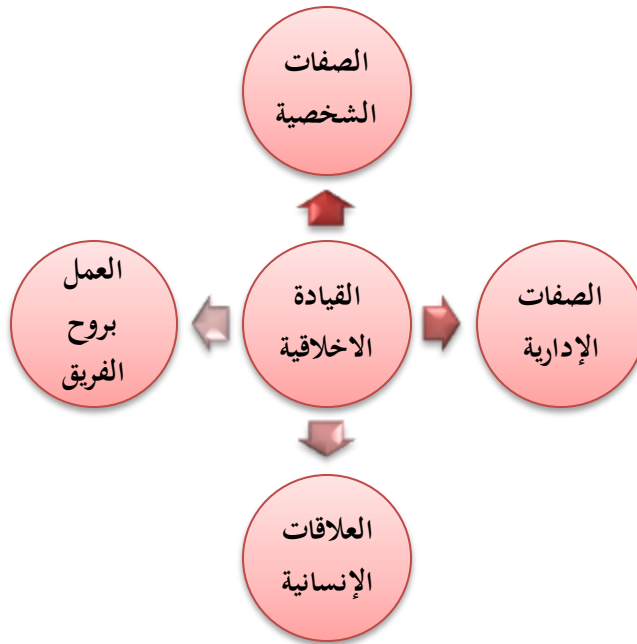 الصفات
الشخصية
العمل
بروح
الفريق
القيادة
الاخلاقية
الصفات
الإدارية
العلاقات
الإنسانية